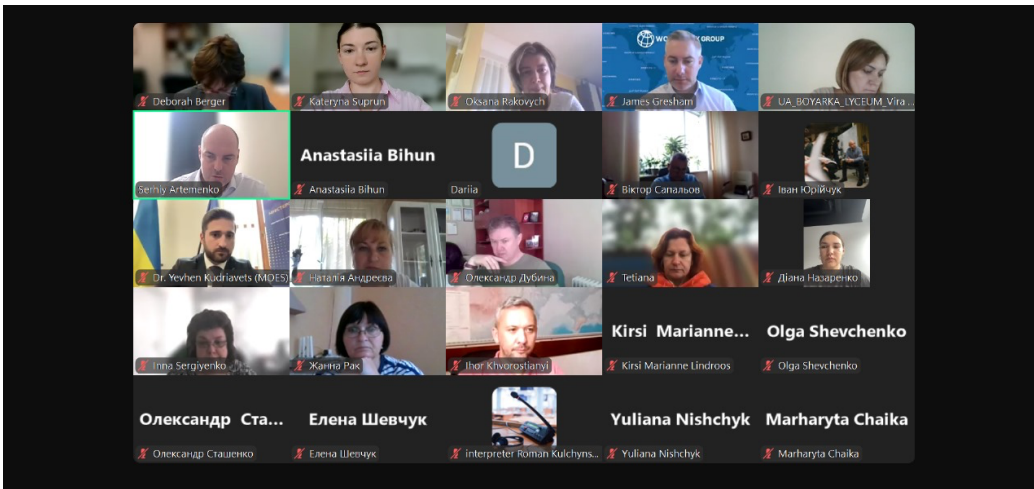 WO
K GROUP
Deborah Berger
Kateryna Suprun
Oksana Rakovych
James Gresham
UA_BOYARKA_LYCEUM_Vira ...
Serhiy Artemenko
Anastasiia Bihun
Anastasiia Bihun
D
Dariia
Віктор Сапальов
Іван Юрійчук
Dr. Yevhen Kudriavets (MOES)
Наталія Андреєва
Олександр Дубина
Tetiana
Діана Назаренко
Inna Sergiyenko
Жанна Рак
Ihor Khvorostianyi
Kirsi Marianne...
Kirsi Marianne Lindroos
Olga Shevchenko
Olga Shevchenko
Олександр Ста...
Олександр Сташенко
Елена Шевчук
Елена Шевчук
interpreter Roman Kulchyns...
Yuliana Nishchyk
Yuliana Nishchyk
Marharyta Chaika
Marharyta Chaika